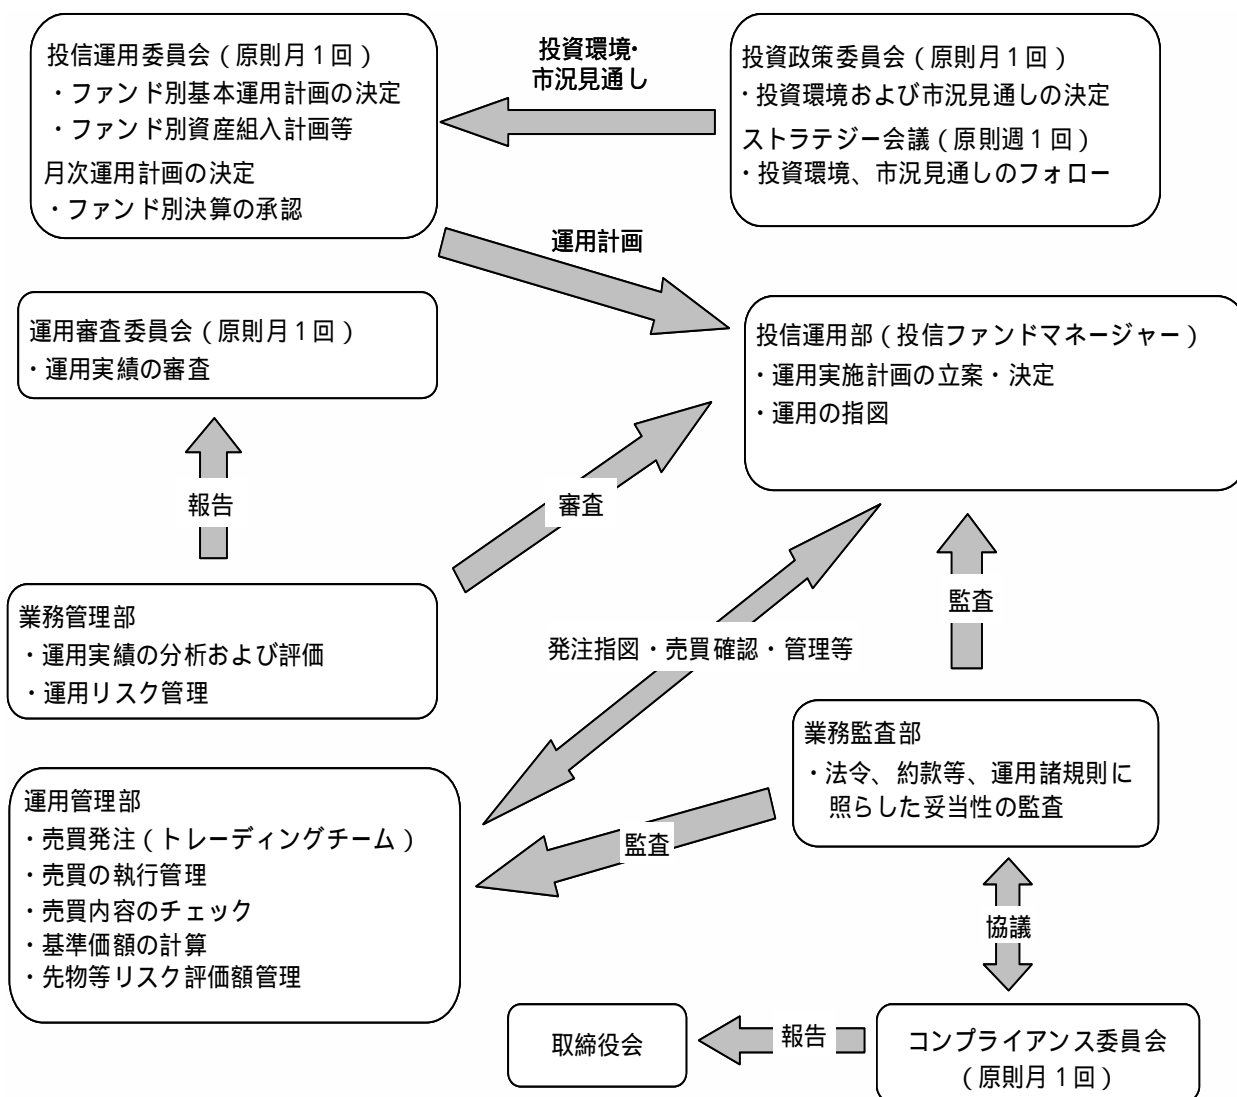 投信運用委員会(原則月1回)
・ファンド別基本運用計画の決定
・ファンド別資産組入計画等
月次運用計画の決定
・ファンド別決算の承認
投資環境・
市況見通し
投資政策委員会(原則月1回)
・投資環境および市況見通しの決定
ストラテジー会議(原則週1回)
・投資環境、市況見通しのフォロー
運用計画
運用審査委員会(原則月1回)
・運用実績の審査
投信運用部(投信ファンドマネージャー)
・運用実施計画の立案・決定
・運用の指図
報告
審査
業務管理部
・運用実績の分析および評価
・運用リスク管理
監査
発注指図・売買確認・管理等
業務監査部
・法令、約款等、運用諸規則に
照らした妥当性の監査
運用管理部
・売買発注(トレーディングチーム)
・売買の執行管理
・売買内容のチェック
・基準価額の計算
・先物等リスク評価額管理
監査
協議
取締役会
報告
コンプライアンス委員会
(原則月1回)